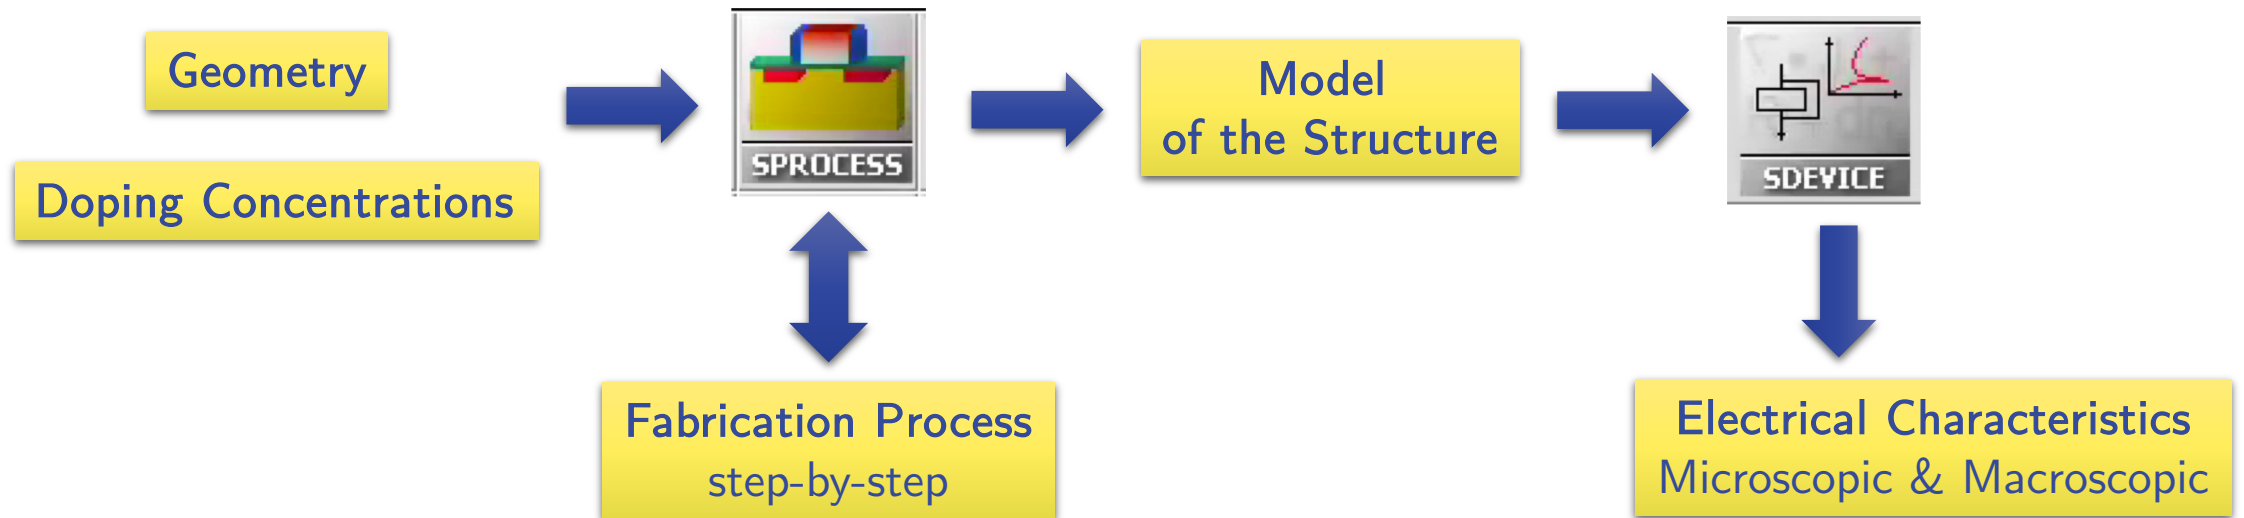 Geometry
Doping Concentrations
SPROCESS
Fabrication Process
step-by-step
Model
of the Structure
SDEVICE
Electrical Characteristics
Microscopic & Macroscopic